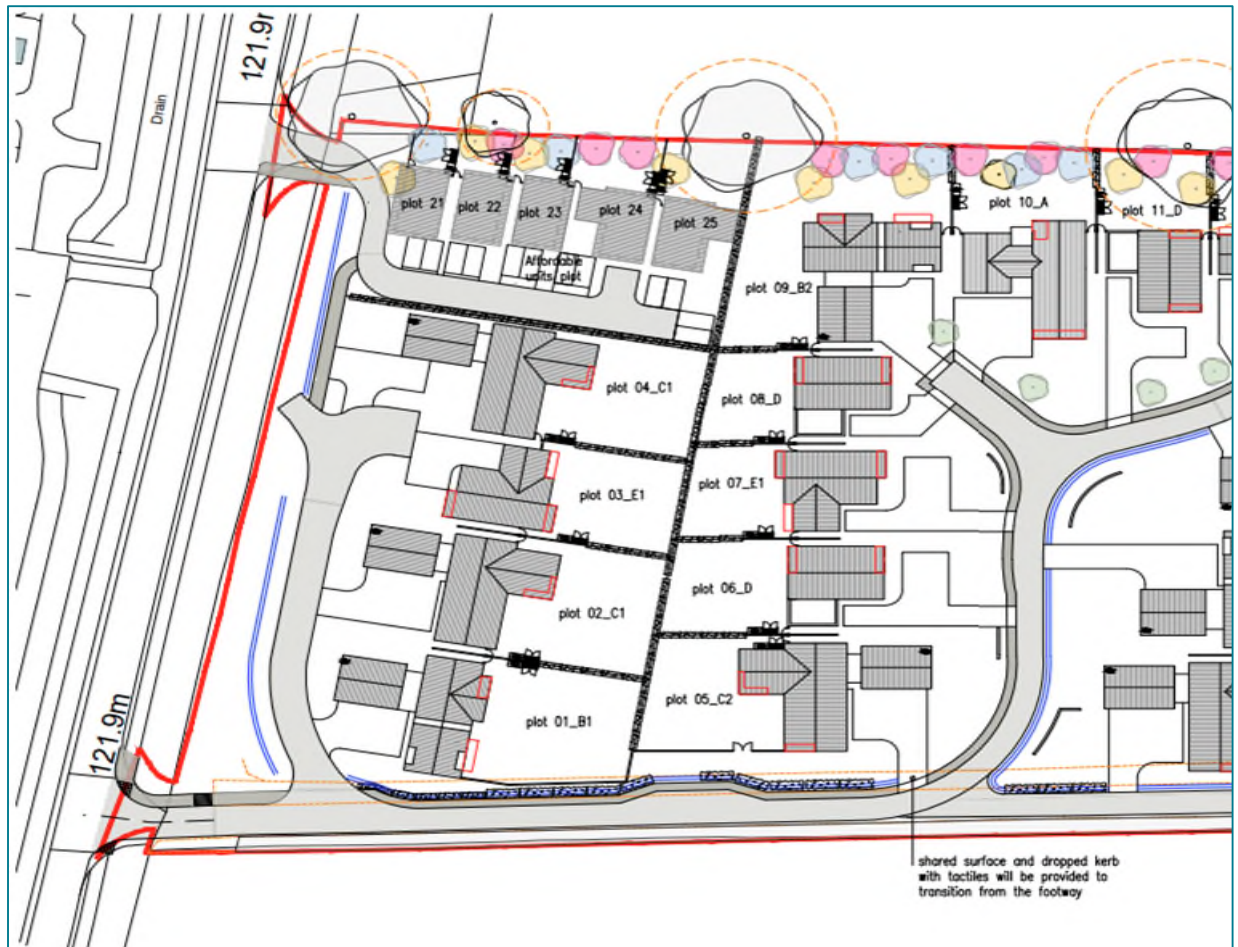 121.9m
Drain
plot 21
plot 22
plot 23
plot 24
plot 25
Affordable
units plot
plot 10_A
plot 11_D
plot 09_B2
plot 04_C1
plot 08_D
plot 03_E1
plot 07_E1
plot 02_C1
plot 06_D
plot 01_B1
plot 05_C2
121.9m
shared surface and dropped kerb
with tactiles will be provided to
transition from the footway